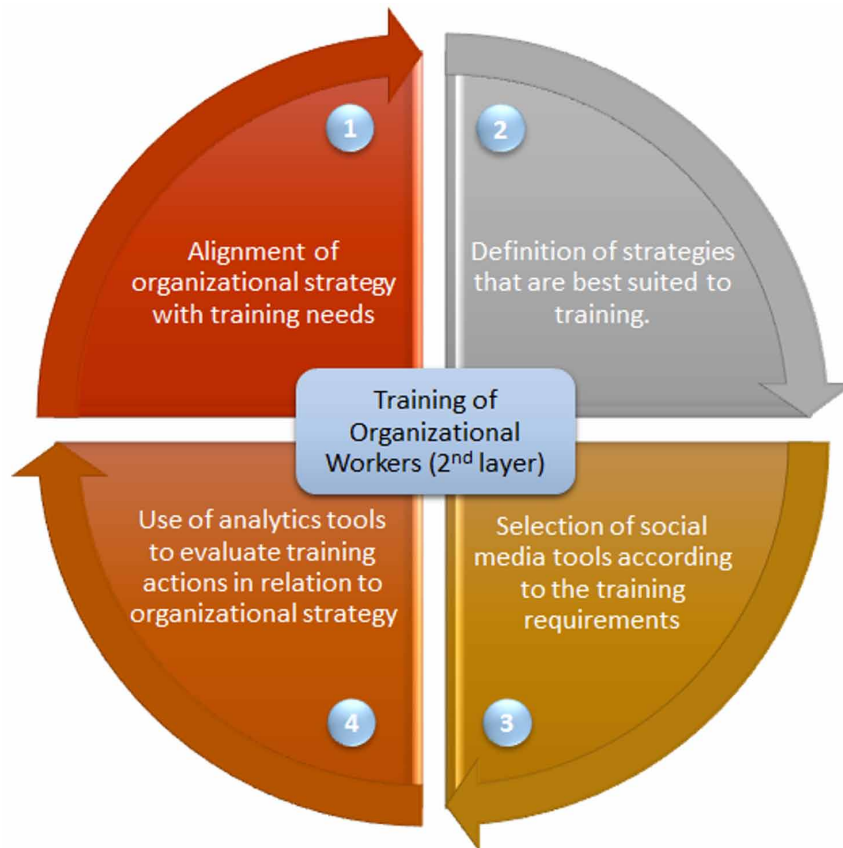 1
Alignment of
organizational strategy
with training needs
2
Definition of strategies
that are best suited to
training.
Training of
Organizational
Workers (2nd layer)
3
Selection of social
media tools according
to the training
requirements
4
Use of analytics tools
to evaluate training
actions in relation to
organizational strategy